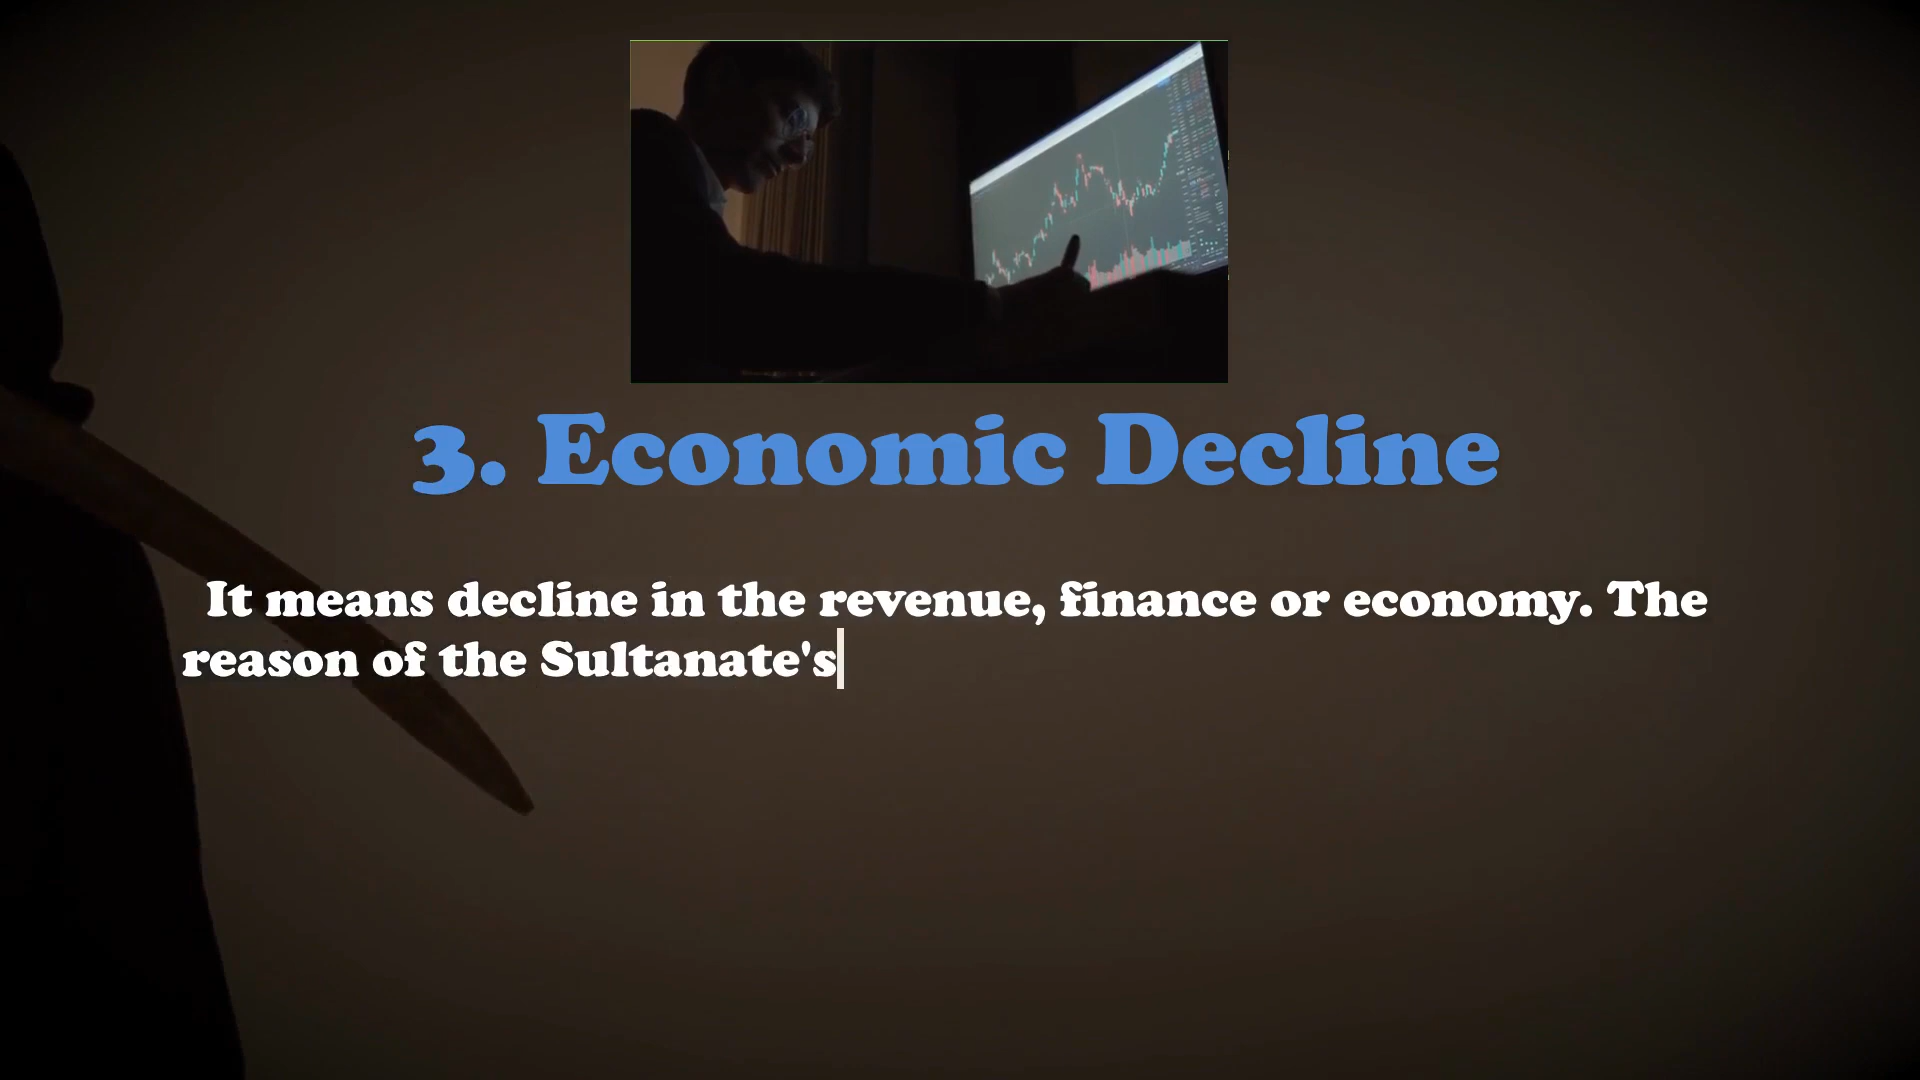 3. Economic Decline
It means decline in the revenue, finance or economy. The
reason of the Sultanate's